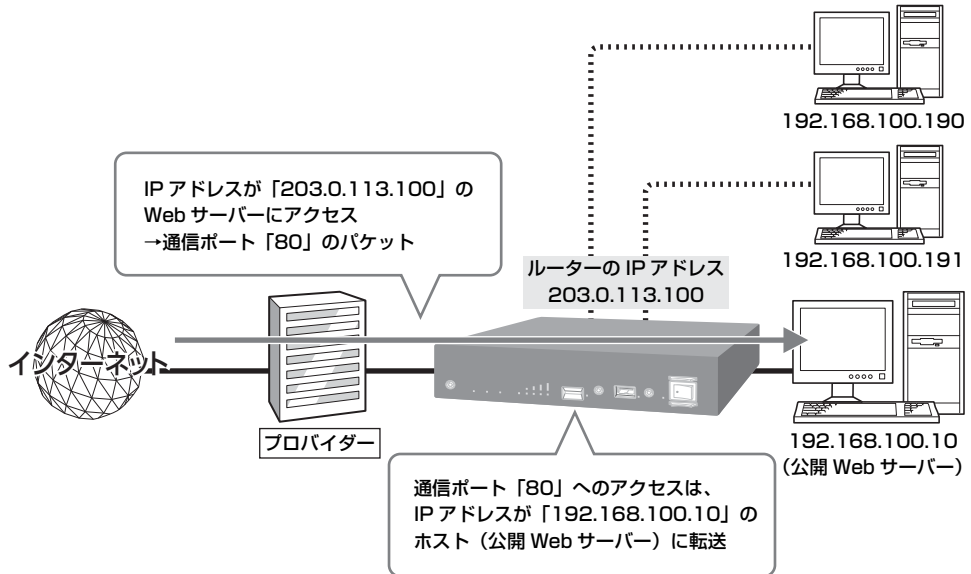 192.168.100.190
IP アドレスが「203.0.113.100」の
Web サーバーにアクセス
→通信ポート「80」のパケット
192.168.100.191
ルーターの IP アドレス
203.0.113.100
インターネット
プロバイダー
192.168.100.10
（公開 Web サーバー）
通信ポート「80」へのアクセスは、
IP アドレスが「192.168.100.10」の
ホスト（公開 Web サーバー）に転送